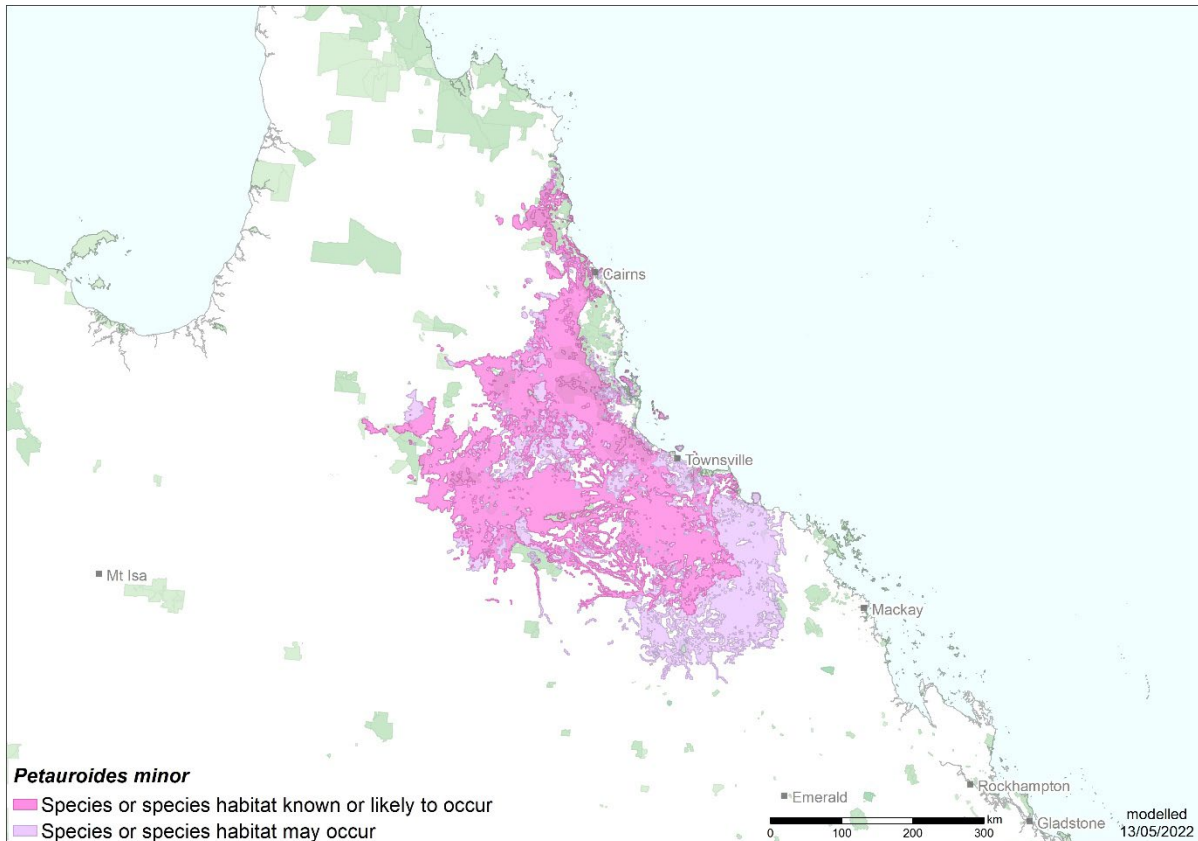 Cairns
Townsville
Mt Isa
Mackay
Petauroides minor
Species or species habitat known or likely to occur
Species or species habitat may occur
Emerald
Rockhampton
Gladstone
km
0 100 200 300
modelled
13/05/2022